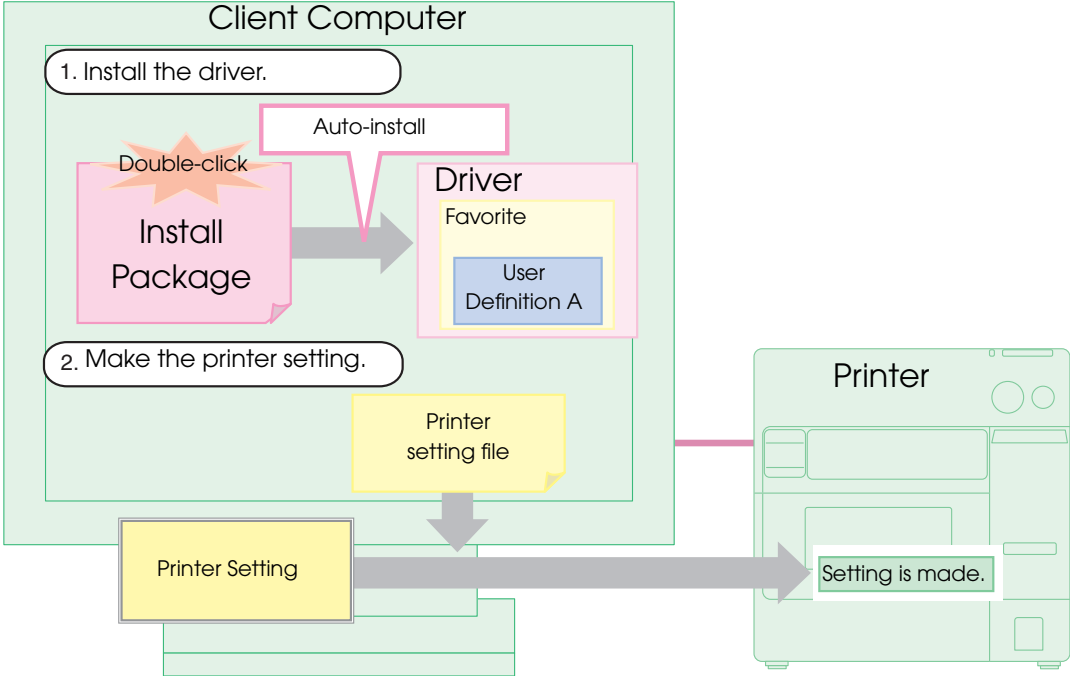 Client Computer
1. Install the driver.
Auto-install
Double-click
Install
Package
Driver
Favorite
User
Definition A
2. Make the printer setting.
Printer
setting file
Printer Setting
Printer
Setting is made.